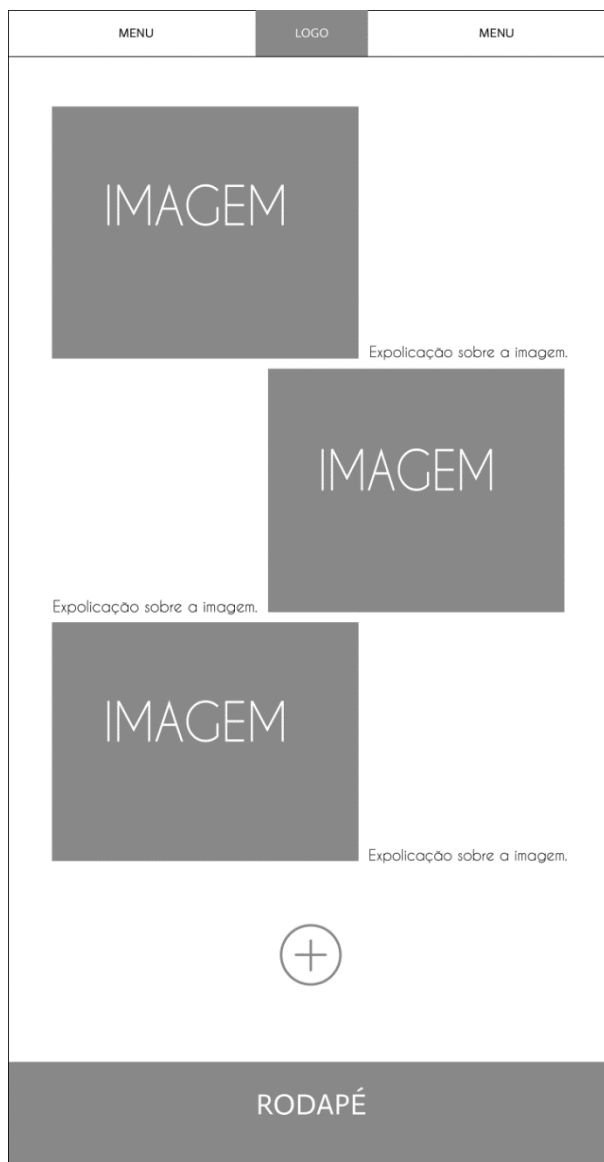 MENU LOGO MENU
IMAGEM
Expolicação sobre a imagem.
IMAGEM
Expolicação sobre a imagem.
IMAGEM
Expolicação sobre a imagem.
RODAPÉ